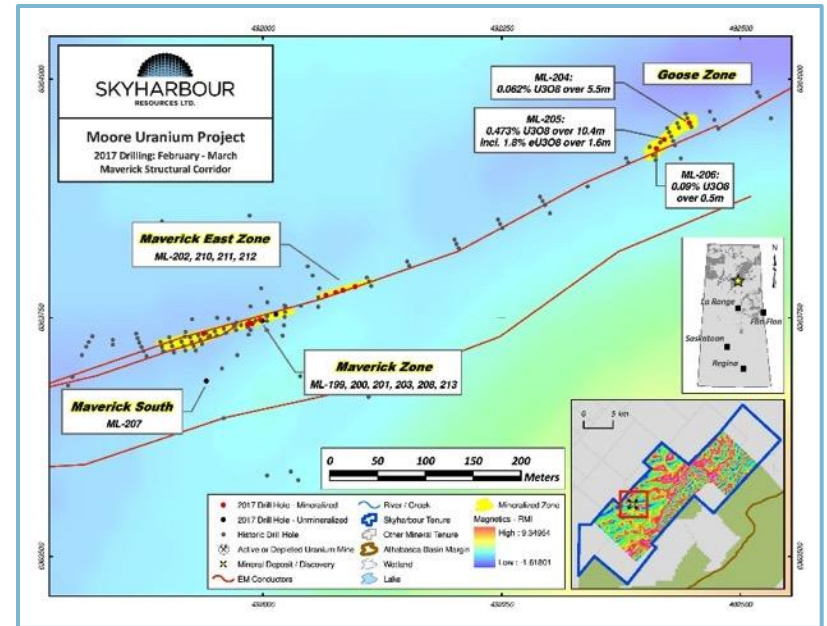 492000
492250
492500
SKYHARBOUR
RESOURCES LTD.
Moore Uranium Project
2017 Drilling: February - March
Maverick Structural Corridor
ML-204:
0.062% U3O8 over 5.5m
Goose Zone
ML-205:
0.473% U3O8 over 10.4m
incl. 1.8% eU3O8 over 1.6m
ML-206:
0.09% U3O8
over 0.5m
Maverick East Zone
ML-202, 210, 211, 212
Maverick Zone
ML-199, 200, 201, 203, 208, 213
Maverick South
ML-207
N
La Ronge
Flin Flon
Saskatoon
Regina
0 50 100 150 200
Meters
0 5 km
2017 Drill Hole - Mineralized
2017 Drill Hole - Unmineralized
Historic Drill Hole
Active or Depleted Uranium Mine
Mineral Deposit / Discovery
EM Conductors
River / Creek
Skyharbour Tenure
Other Mineral Tenure
Athabasca Basin Margin
Wetland
Lake
Mineralized Zone
Magnetics - RMI
High : 9.34954
Low : -1.61801
492000
492250
492500